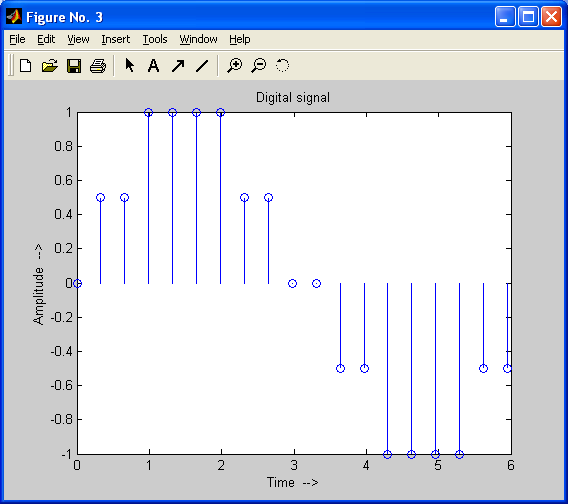 Figure No. 3
File Edit View Insert Tools Window Help
A
Digital signal
1
0.8
0.6
0.4
0.2
0
-0.2
-0.4
-0.6
-0.8
-1
Amplitude -->
0 1 2 3 4 5 6
Time -->